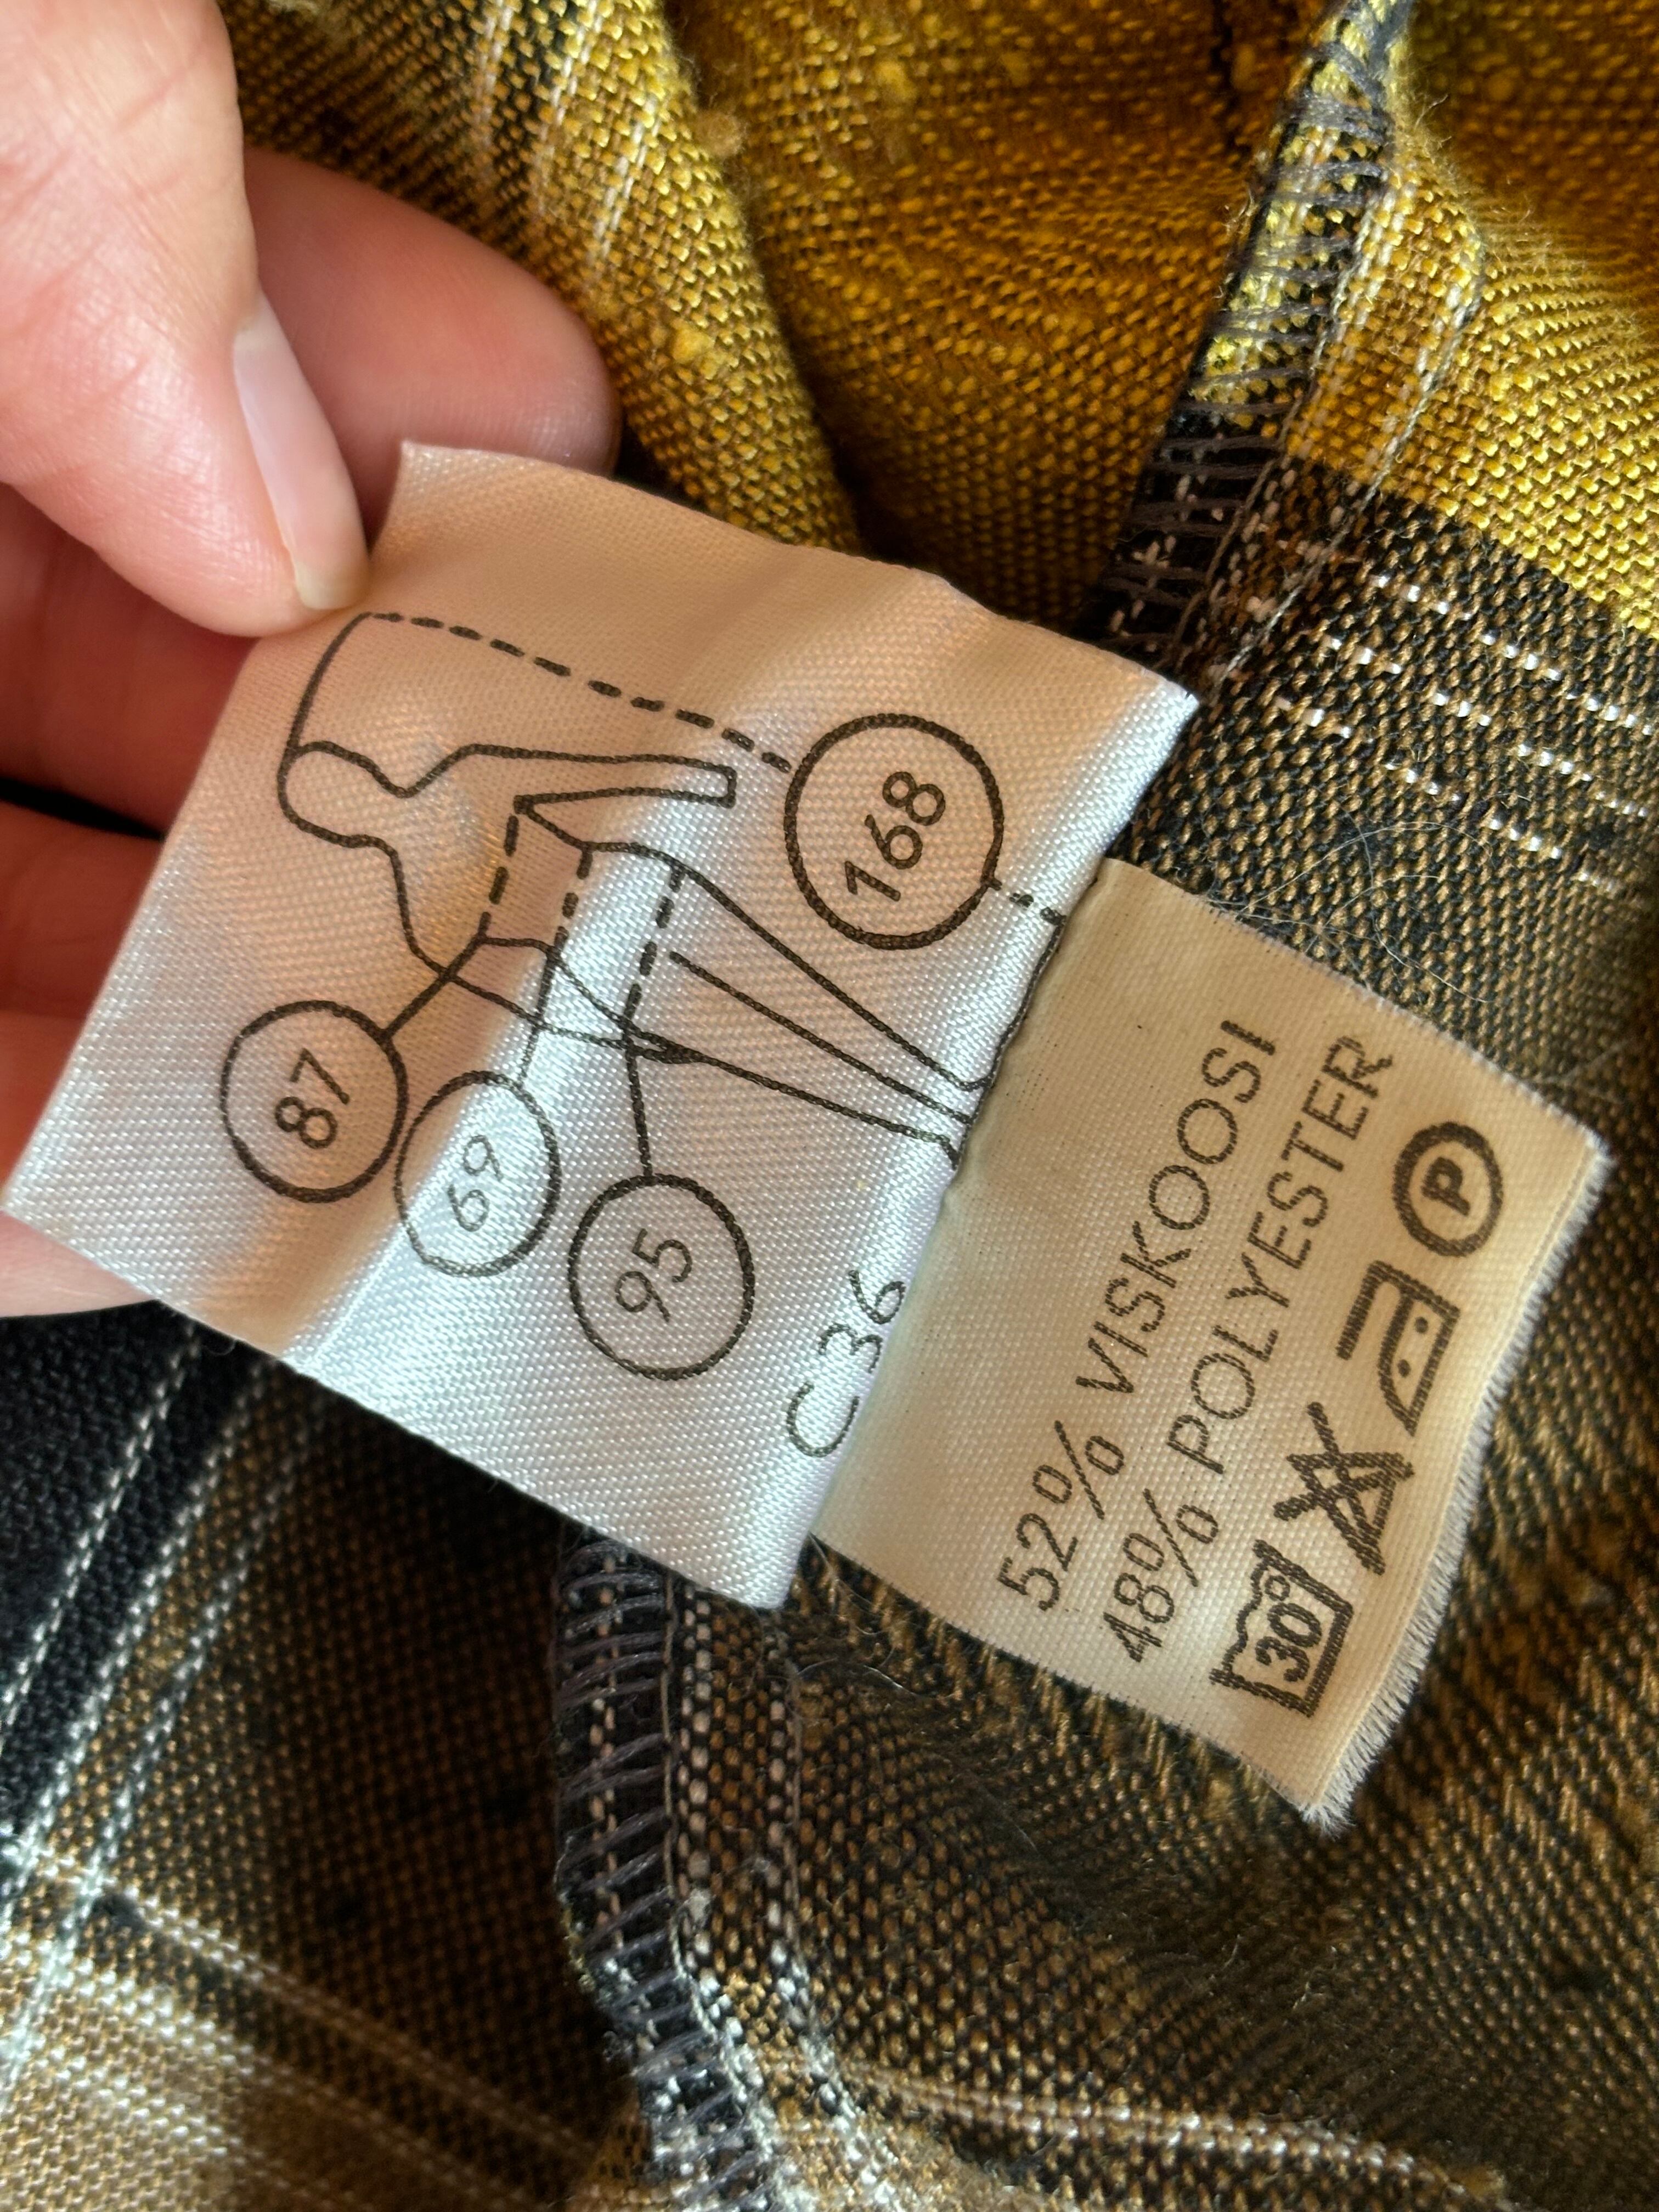 168
87
69
95
C36
52% VISKOOSI
48% POLYESTER
30° P